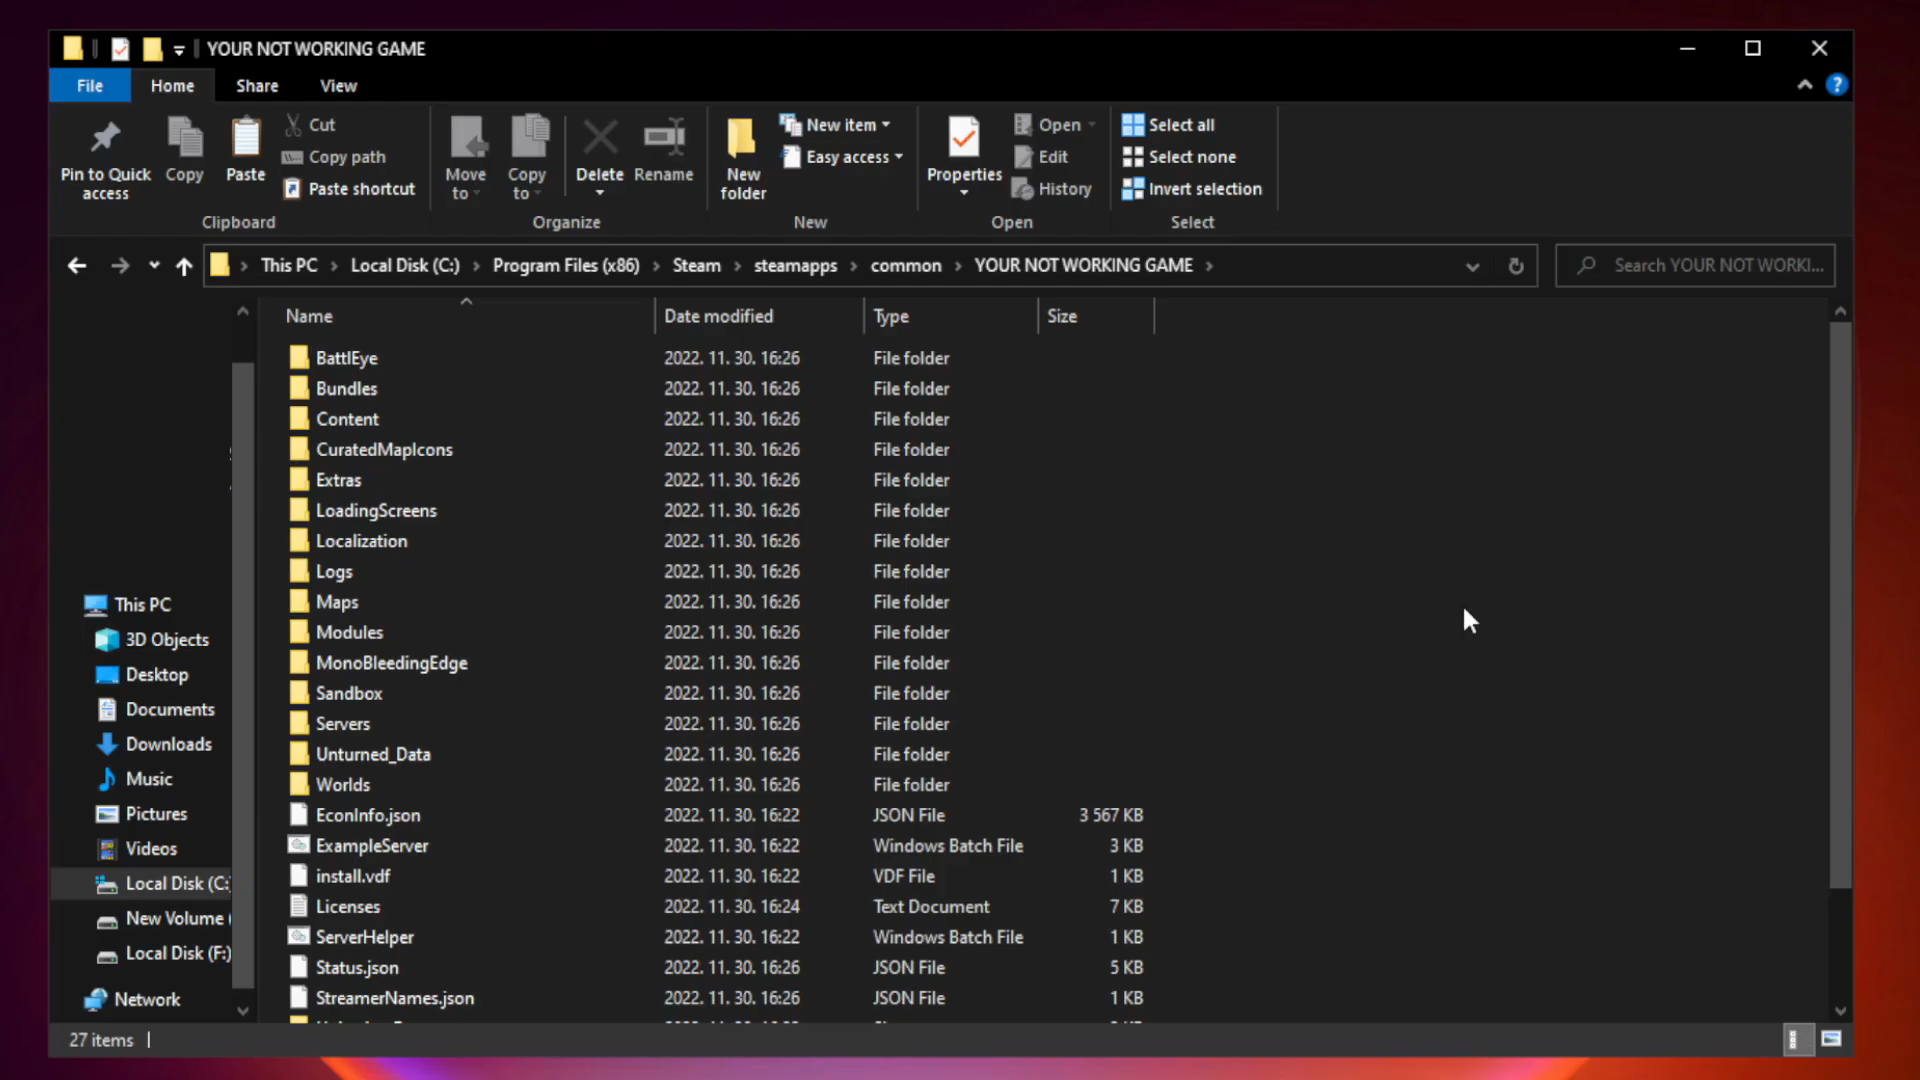 YOUR NOT WORKING GAME
File Home Share View
Pin to Quick access
Copy
Paste
Cut
Copy path
Paste shortcut
Clipboard
Move to
Copy to
Delete
Rename
Organize
New folder
New item
Easy access
New
Properties
Open
Edit
History
Open
Select all
Select none
Invert selection
Select
This PC Local Disk (C:) Program Files (x86) Steam steamapps common YOUR NOT WORKING GAME
Search YOUR NOT WORKI...
This PC
3D Objects
Desktop
Documents
Downloads
Music
Pictures
Videos
Local Disk (C:
New Volume (
Local Disk (F:)
Network
Name Date modified Type Size
BattlEye 2022. 11. 30. 16:26 File folder
Bundles 2022. 11. 30. 16:26 File folder
Content 2022. 11. 30. 16:26 File folder
CuratedMapIcons 2022. 11. 30. 16:26 File folder
Extras 2022. 11. 30. 16:26 File folder
LoadingScreens 2022. 11. 30. 16:26 File folder
Localization 2022. 11. 30. 16:26 File folder
Logs 2022. 11. 30. 16:26 File folder
Maps 2022. 11. 30. 16:26 File folder
Modules 2022. 11. 30. 16:26 File folder
MonoBleedingEdge 2022. 11. 30. 16:26 File folder
Sandbox 2022. 11. 30. 16:26 File folder
Servers 2022. 11. 30. 16:26 File folder
Unturned_Data 2022. 11. 30. 16:26 File folder
Worlds 2022. 11. 30. 16:26 File folder
EconInfo.json 2022. 11. 30. 16:22 JSON File 3 567 KB
ExampleServer 2022. 11. 30. 16:22 Windows Batch File 3 KB
install.vdf 2022. 11. 30. 16:22 VDF File 1 KB
Licenses 2022. 11. 30. 16:24 Text Document 7 KB
ServerHelper 2022. 11. 30. 16:22 Windows Batch File 1 KB
Status.json 2022. 11. 30. 16:26 JSON File 5 KB
StreamerNames.json 2022. 11. 30. 16:26 JSON File 1 KB
27 items